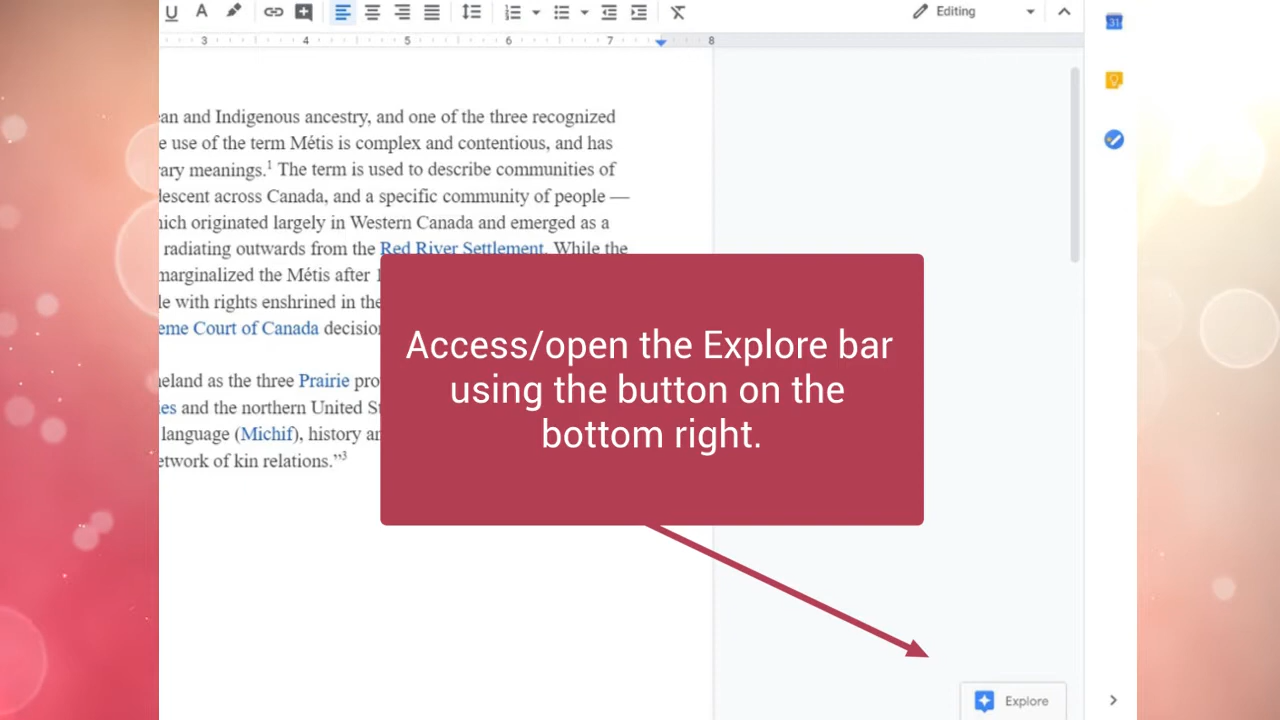 Editing
3 4 5 6 7 8
31
ean and Indigenous ancestry, and one of the three recognized
e use of the term Métis is complex and contentious, and has
rary meanings.¹ The term is used to describe communities of
descent across Canada, and a specific community of people —
hich originated largely in Western Canada and emerged as a
radiating outwards from the Red River Settlement. While the
marginalized the Métis after 1
le with rights enshrined in the
eme Court of Canada decision
eland as the three Prairie pro
ies and the northern United St
language (Michif), history an
etwork of kin relations.”³
Access/open the Explore bar
using the button on the
bottom right.
Explore